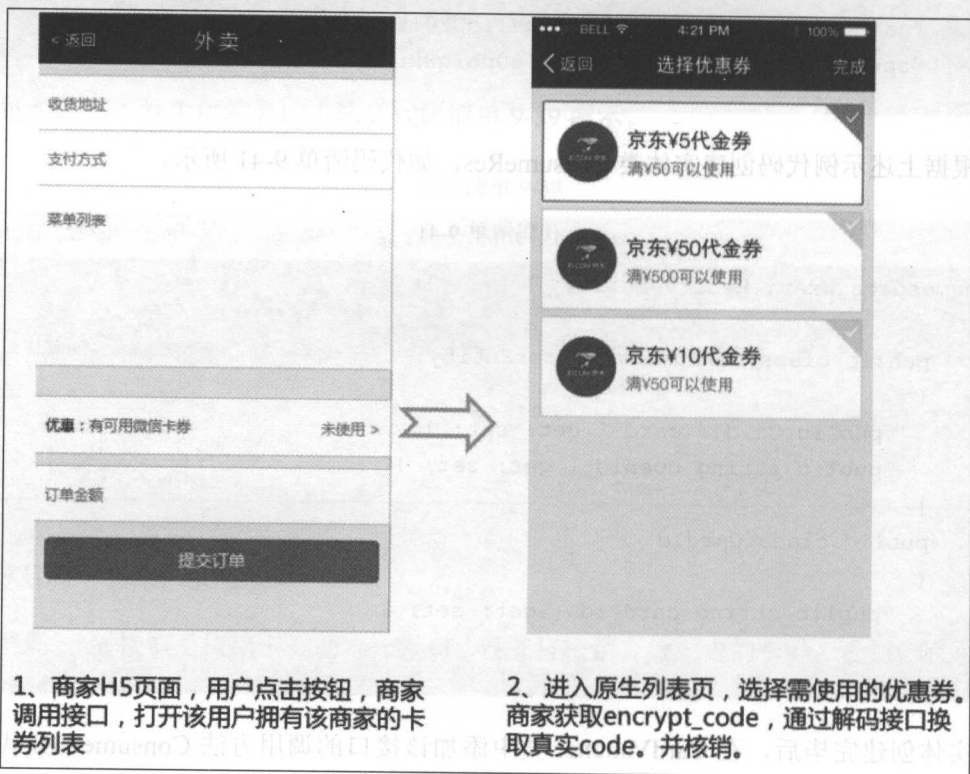 < 返回
外卖
收货地址
支付方式
菜单列表
优惠:有可用微信卡券
未使用 >
订单金额
提交订单
1、商家H5页面,用户点击按钮,商家
调用接口,打开该用户拥有该商家的卡
券列表
BELL
4:21 PM
100%
返回
选择优惠券
完成
京东¥5代金券
满¥50可以使用
京东¥50代金券
满¥500可以使用
京东¥10代金券
满¥50可以使用
2、进入原生列表页,选择需使用的优惠券。
商家获取encrypt_code,通过解码接口换
取真实code。并核销。